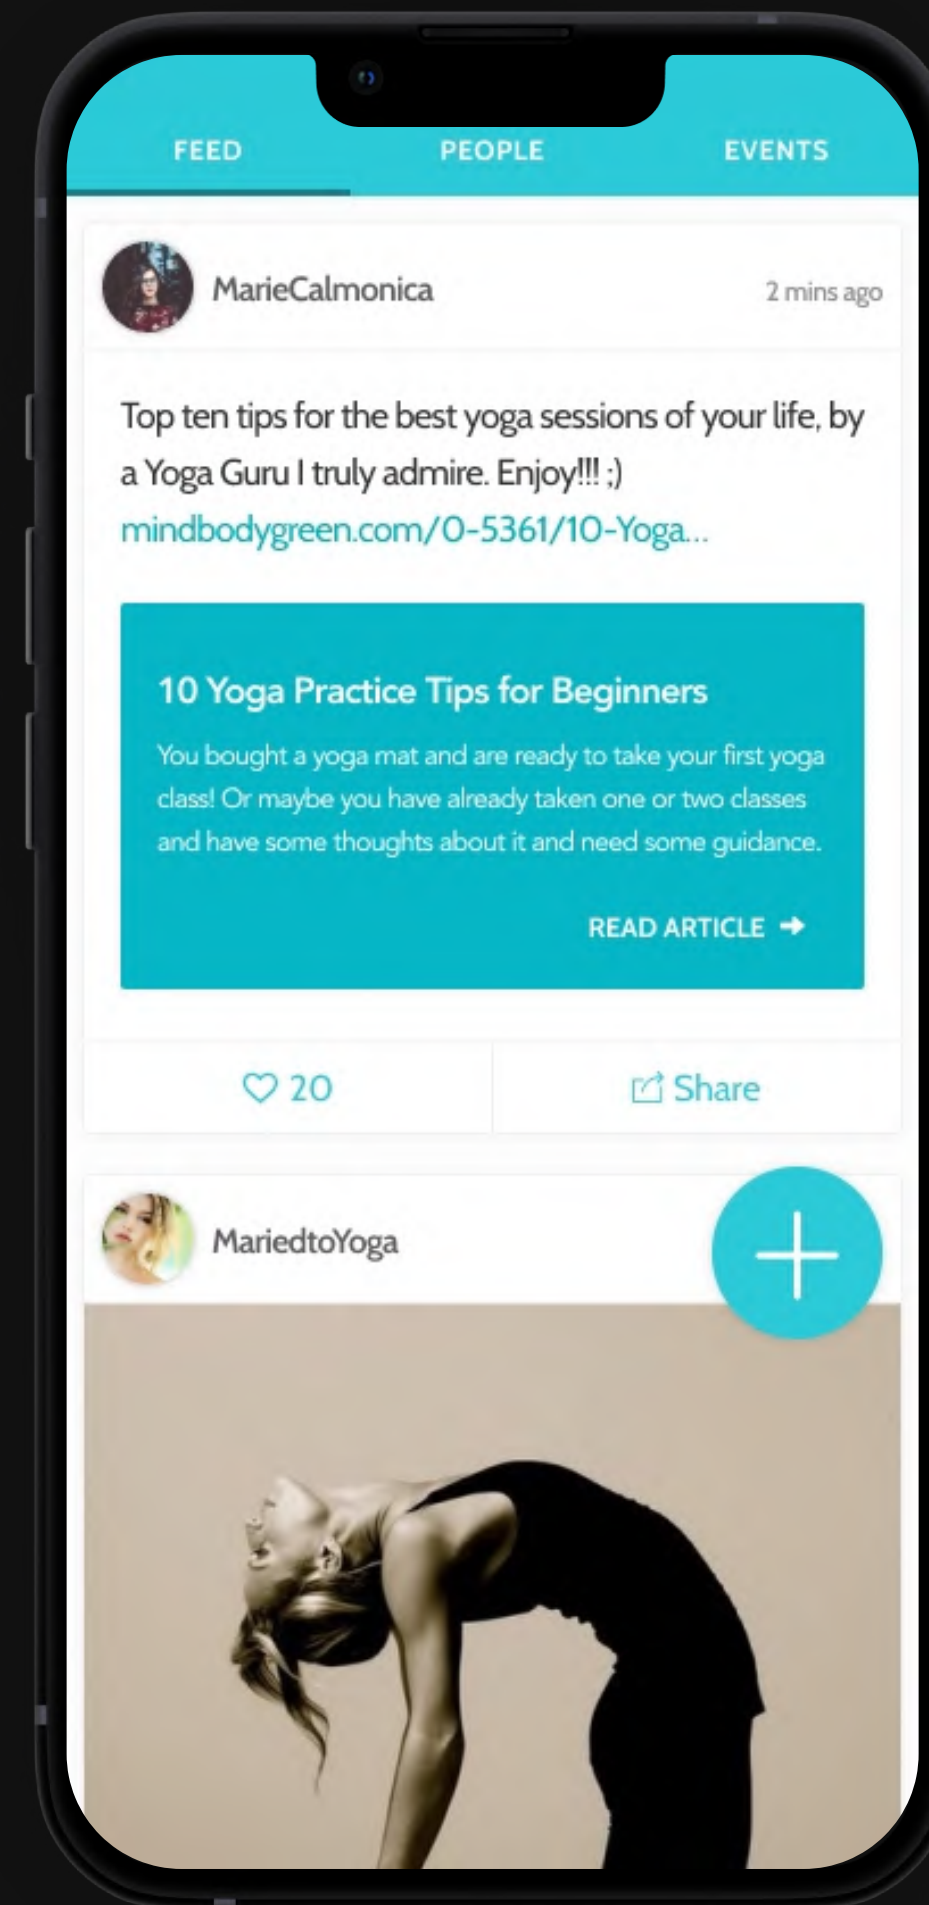 FEED PEOPLE EVENTS
MarieCalmonica 2 mins ago
Top ten tips for the best yoga sessions of your life, by
a Yoga Guru I truly admire. Enjoy!!! ;)
mindbodygreen.com/0-5361/10-Yoga...
10 Yoga Practice Tips for Beginners
You bought a yoga mat and are ready to take your first yoga
class! Or maybe you have already taken one or two classes
and have some thoughts about it and need some guidance.
READ ARTICLE
20 Share
MariedtoYoga